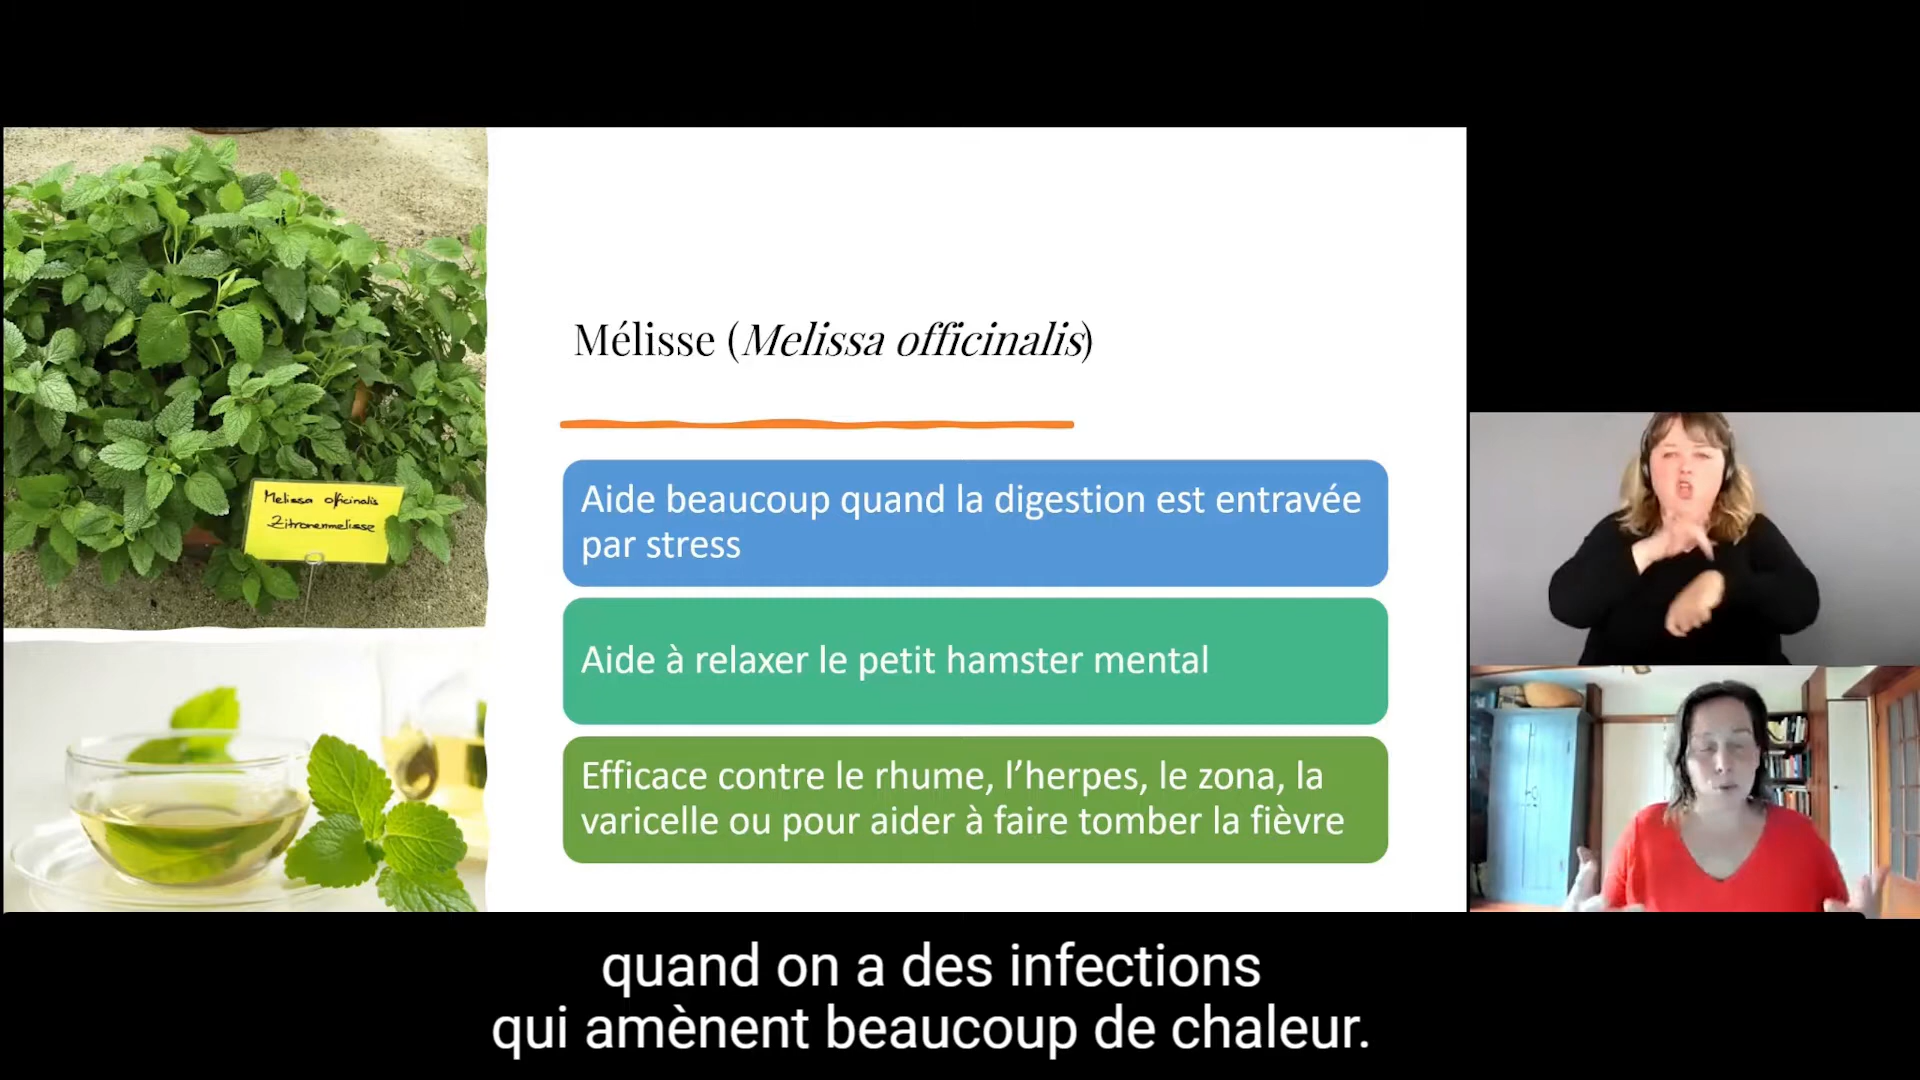 Melissa officinalis
Zitronenmelisse
Mélisse (Melissa officinalis)
Aide beaucoup quand la digestion est entravée
par stress
Aide à relaxer le petit hamster mental
Efficace contre le rhume, l’herpes, le zona, la
varicelle ou pour aider à faire tomber la fièvre
quand on a des infections
qui amènent beaucoup de chaleur.